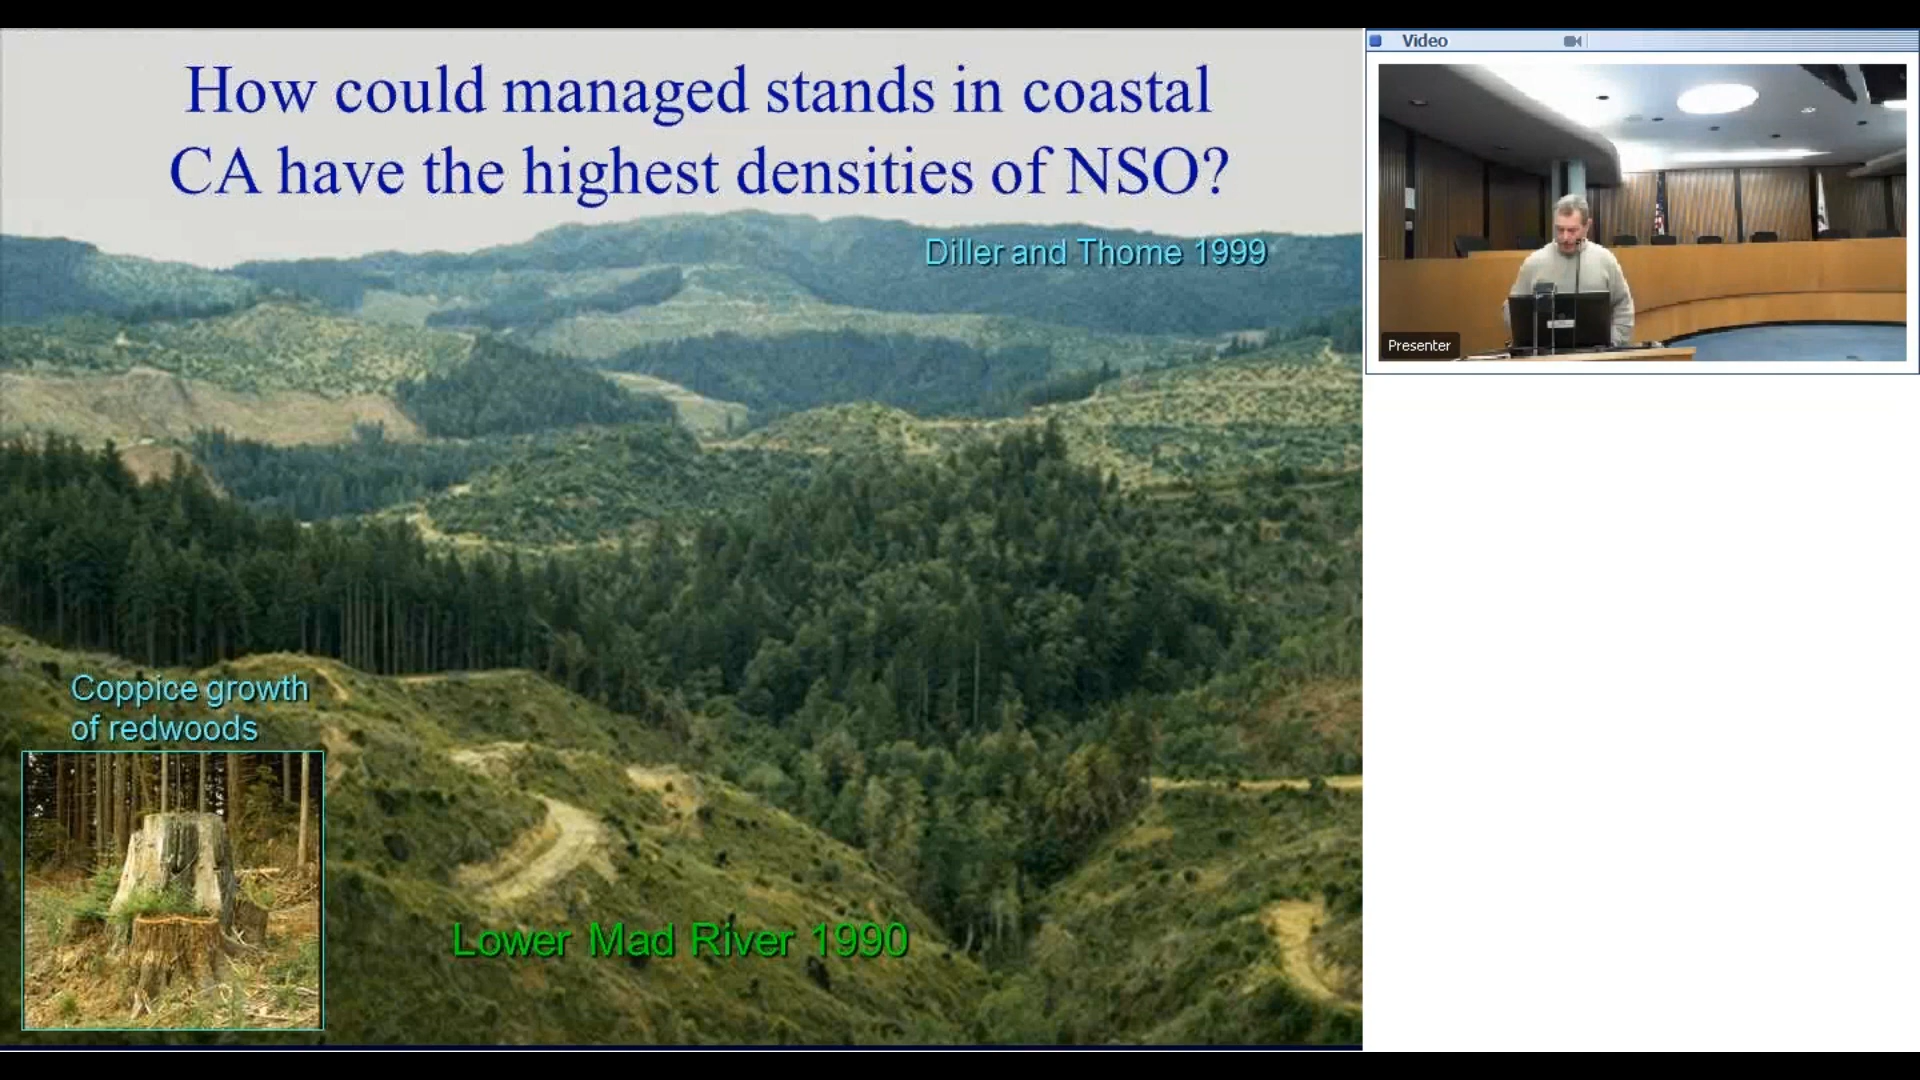 How could managed stands in coastal
CA have the highest densities of NSO?
Diller and Thome 1999
Coppice growth
of redwoods
Lower Mad River 1990
Video
Presenter